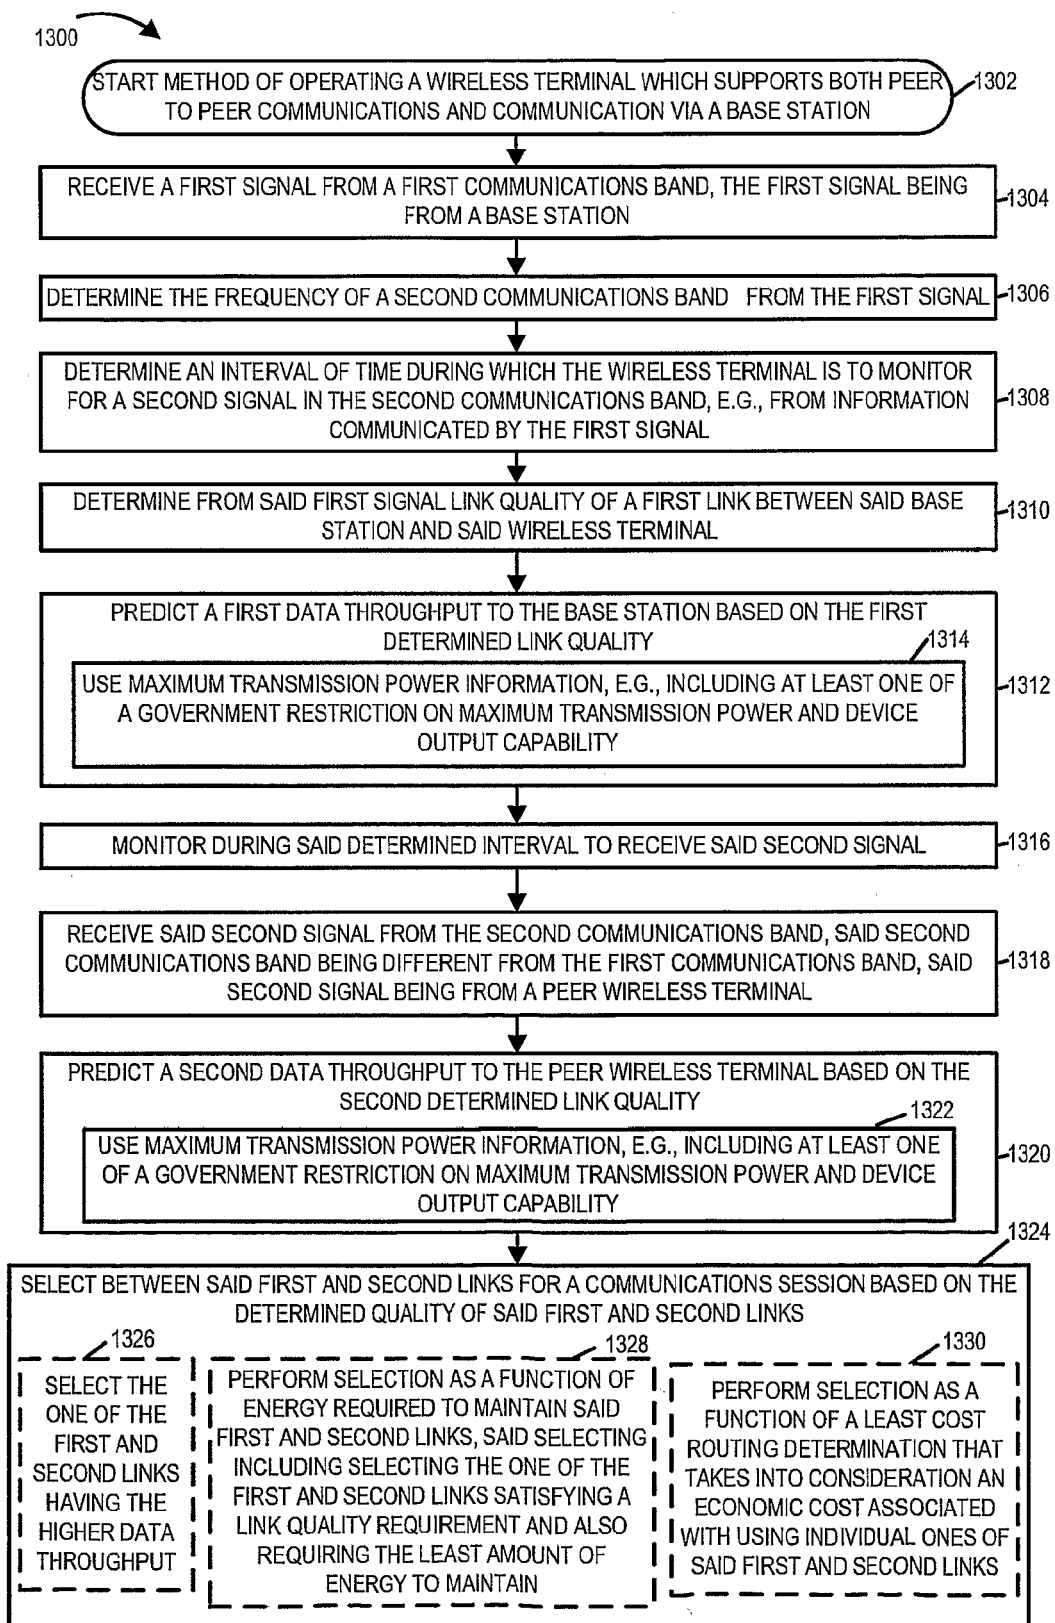 1300
START METHOD OF OPERATING A WIRELESS TERMINAL WHICH SUPPORTS BOTH PEER
TO PEER COMMUNICATIONS AND COMMUNICATION VIA A BASE STATION
1302
RECEIVE A FIRST SIGNAL FROM A FIRST COMMUNICATIONS BAND, THE FIRST SIGNAL BEING
FROM A BASE STATION
1304
DETERMINE THE FREQUENCY OF A SECOND COMMUNICATIONS BAND FROM THE FIRST SIGNAL
1306
DETERMINE AN INTERVAL OF TIME DURING WHICH THE WIRELESS TERMINAL IS TO MONITOR
FOR A SECOND SIGNAL IN THE SECOND COMMUNICATIONS BAND, E.G., FROM INFORMATION
COMMUNICATED BY THE FIRST SIGNAL
1308
DETERMINE FROM SAID FIRST SIGNAL LINK QUALITY OF A FIRST LINK BETWEEN SAID BASE
STATION AND SAID WIRELESS TERMINAL
1310
PREDICT A FIRST DATA THROUGHPUT TO THE BASE STATION BASED ON THE FIRST
DETERMINED LINK QUALITY
1314
USE MAXIMUM TRANSMISSION POWER INFORMATION, E.G., INCLUDING AT LEAST ONE OF
A GOVERNMENT RESTRICTION ON MAXIMUM TRANSMISSION POWER AND DEVICE
OUTPUT CAPABILITY
1312
MONITOR DURING SAID DETERMINED INTERVAL TO RECEIVE SAID SECOND SIGNAL
1316
RECEIVE SAID SECOND SIGNAL FROM THE SECOND COMMUNICATIONS BAND, SAID SECOND
COMMUNICATIONS BAND BEING DIFFERENT FROM THE FIRST COMMUNICATIONS BAND, SAID
SECOND SIGNAL BEING FROM A PEER WIRELESS TERMINAL
1318
PREDICT A SECOND DATA THROUGHPUT TO THE PEER WIRELESS TERMINAL BASED ON THE
SECOND DETERMINED LINK QUALITY
1322
USE MAXIMUM TRANSMISSION POWER INFORMATION, E.G., INCLUDING AT LEAST ONE
OF A GOVERNMENT RESTRICTION ON MAXIMUM TRANSMISSION POWER AND DEVICE
OUTPUT CAPABILITY
1320
1324
SELECT BETWEEN SAID FIRST AND SECOND LINKS FOR A COMMUNICATIONS SESSION BASED ON THE
DETERMINED QUALITY OF SAID FIRST AND SECOND LINKS
1326
SELECT THE
ONE OF THE
FIRST AND
SECOND LINKS
HAVING THE
HIGHER DATA
THROUGHPUT
1328
PERFORM SELECTION AS A FUNCTION OF
ENERGY REQUIRED TO MAINTAIN SAID
FIRST AND SECOND LINKS, SAID SELECTING
INCLUDING SELECTING THE ONE OF THE
FIRST AND SECOND LINKS SATISFYING A
LINK QUALITY REQUIREMENT AND ALSO
REQUIRING THE LEAST AMOUNT OF
ENERGY TO MAINTAIN
1330
PERFORM SELECTION AS A
FUNCTION OF A LEAST COST
ROUTING DETERMINATION THAT
TAKES INTO CONSIDERATION AN
ECONOMIC COST ASSOCIATED
WITH USING INDIVIDUAL ONES OF
SAID FIRST AND SECOND LINKS